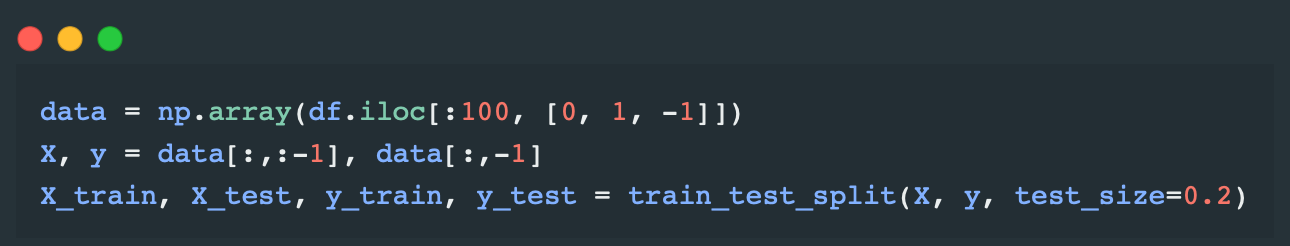 data = np.array(df.iloc[:100, [0, 1, -1]])
X, y = data[:,:-1], data[:,-1]
X_train, X_test, y_train, y_test = train_test_split(X, y, test_size=0.2)